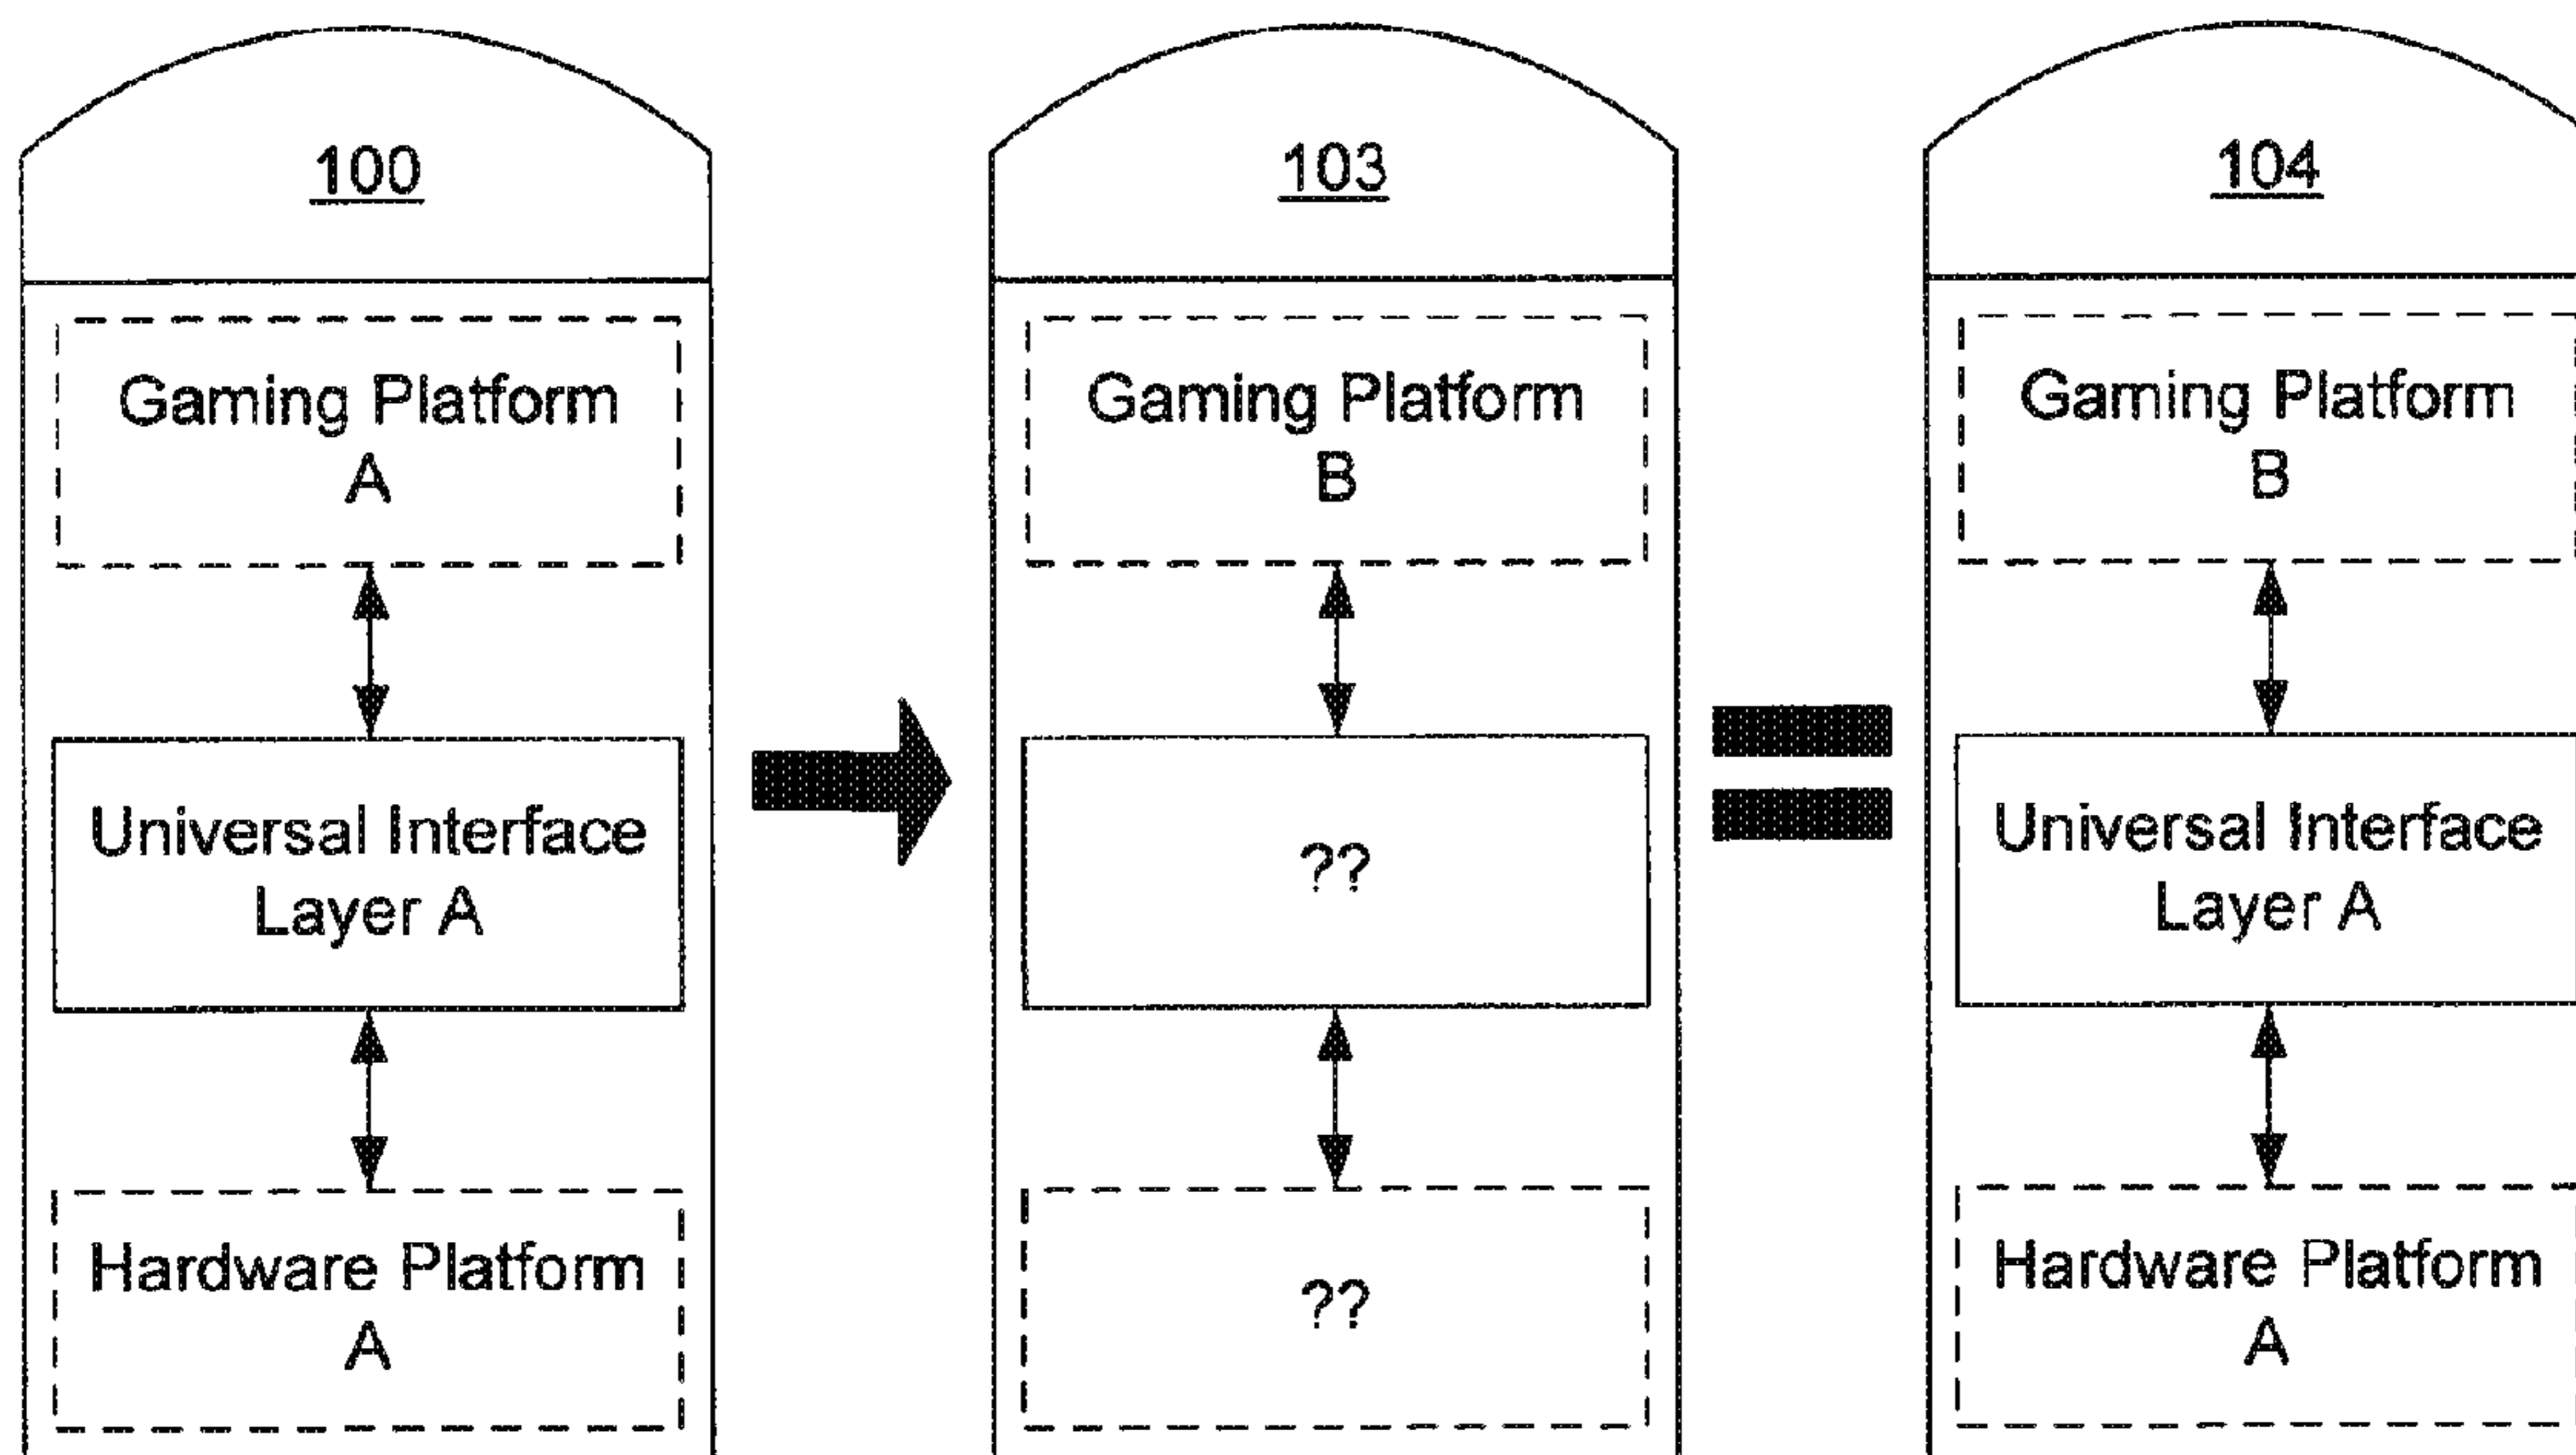 100
Gaming Platform
A
Universal Interface
Layer A
Hardware Platform
A
103
Gaming Platform
B
??
??
104
Gaming Platform
B
Universal Interface
Layer A
Hardware Platform
A